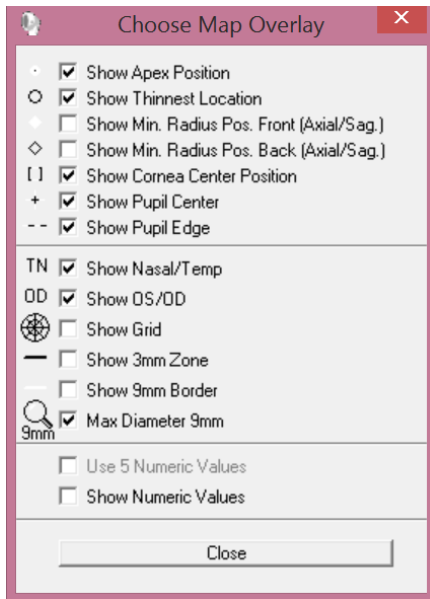 Choose Map Overlay
Show Apex Position
Show Thinnest Location
Show Min. Radius Pos. Front (Axial/Sag.)
Show Min. Radius Pos. Back (Axial/Sag.)
[ ] Show Cornea Center Position
+ Show Pupil Center
-- Show Pupil Edge
TN Show Nasal/Temp
OD Show OS/OD
Show Grid
Show 3mm Zone
Show 9mm Border
9mm Max Diameter 9mm
Use 5 Numeric Values
Show Numeric Values
Close